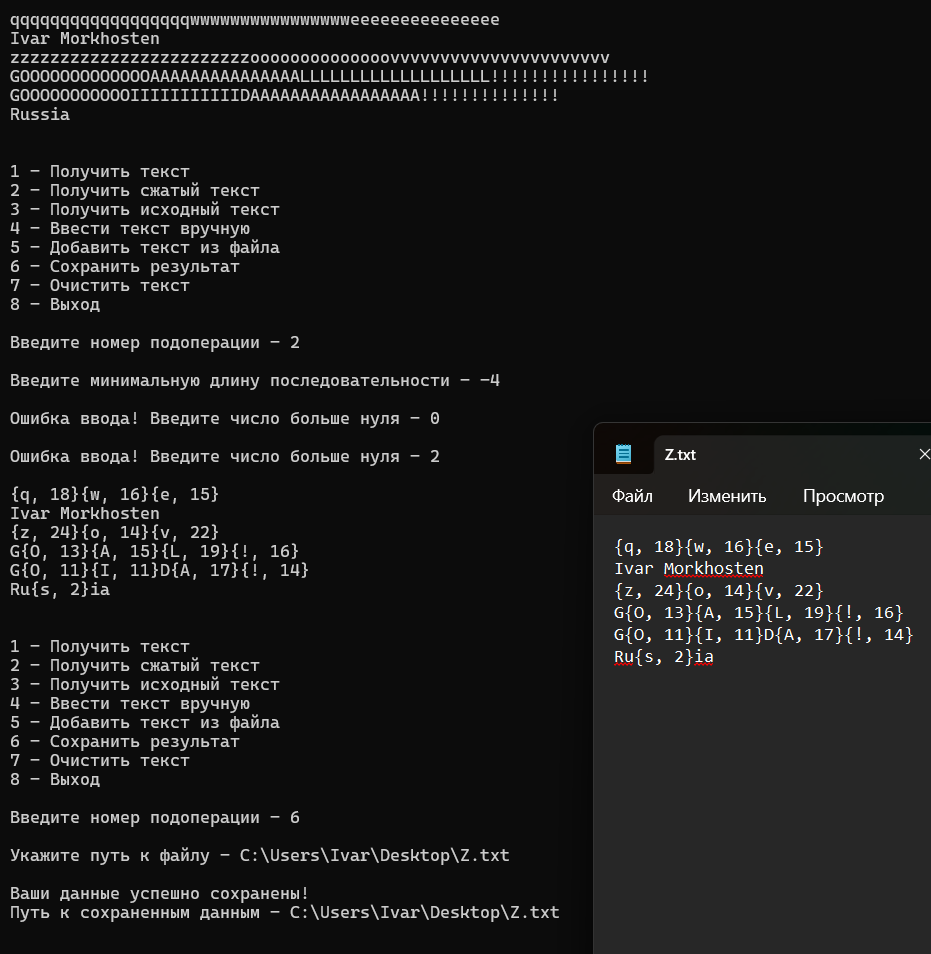 qqqqqqqqqqqqqqqqqqwwwwwwwwwwwwwwwweeeeeeeeeeeeeee
Ivar Morkhosten
zzzzzzzzzzzzzzzzzzzzzzzzoooooooooooooovvvvvvvvvvvvvvvvvvvvvv
GOOOOOOOOOOOOOAAAAAAAAAAAAAAALLLLLLLLLLLLLLLLLLL!!!!!!!!!!!!!!!!
GOOOOOOOOOOOIIIIIIIIIIIDAAAAAAAAAAAAAAAAA!!!!!!!!!!!!!!
Russia
1 – Получить текст
2 – Получить сжатый текст
3 – Получить исходный текст
4 – Ввести текст вручную
5 – Добавить текст из файла
6 – Сохранить результат
7 – Очистить текст
8 – Выход
Введите номер подоперации – 2
Введите минимальную длину последовательности – -4
Ошибка ввода! Введите число больше нуля – 0
Ошибка ввода! Введите число больше нуля – 2
{q, 18}{w, 16}{e, 15}
Ivar Morkhosten
{z, 24}{o, 14}{v, 22}
G{O, 13}{A, 15}{L, 19}{!, 16}
G{O, 11}{I, 11}D{A, 17}{!, 14}
Ru{s, 2}ia
1 – Получить текст
2 – Получить сжатый текст
3 – Получить исходный текст
4 – Ввести текст вручную
5 – Добавить текст из файла
6 – Сохранить результат
7 – Очистить текст
8 – Выход
Введите номер подоперации – 6
Укажите путь к файлу – C:\Users\Ivar\Desktop\Z.txt
Ваши данные успешно сохранены!
Путь к сохраненным данным – C:\Users\Ivar\Desktop\Z.txt
Z.txt
Файл Изменить Просмотр
{q, 18}{w, 16}{e, 15}
Ivar Morkhosten
{z, 24}{o, 14}{v, 22}
G{O, 13}{A, 15}{L, 19}{!, 16}
G{O, 11}{I, 11}D{A, 17}{!, 14}
Ru{s, 2}ia